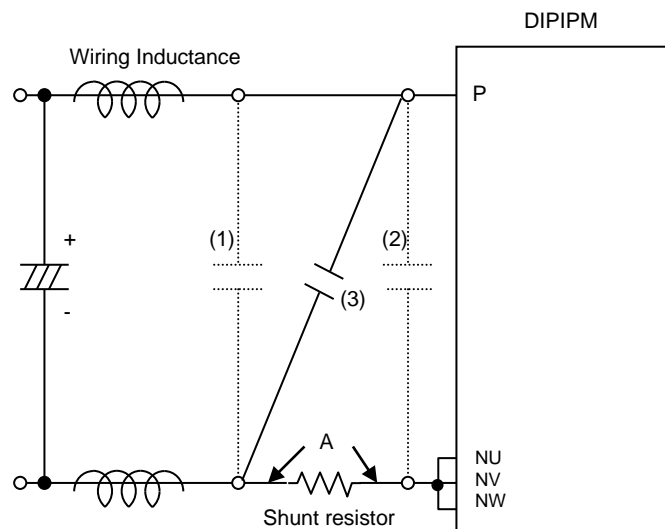 DIPIPM
Wiring Inductance
P
+
-
(1)
(2)
(3)
A
NU
NV
NW
Shunt resistor